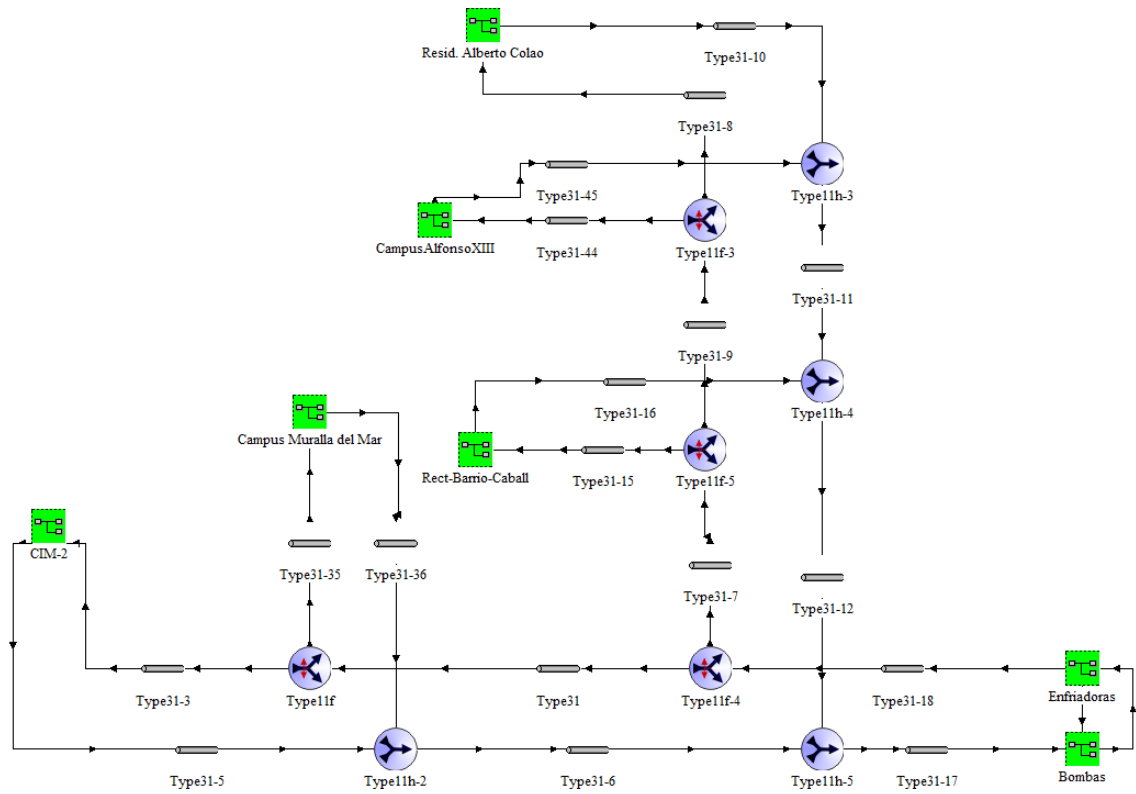 Resid. Alberto Colao
Type31-10
Type31-8
Type31-45
Type11h-3
CampusAlfonsoXIII
Type31-44
Type11f-3
Type31-11
Type31-9
Type31-16
Type11h-4
Campus Muralla del Mar
Rect-Barrio-Caball
Type31-15
Type11f-5
CIM-2
Type31-35
Type31-36
Type31-7
Type31-12
Type31-3
Type11f
Type31
Type11f-4
Type31-18
Enfriadoras
Type31-5
Type11h-2
Type31-6
Type11h-5
Type31-17
Bombas